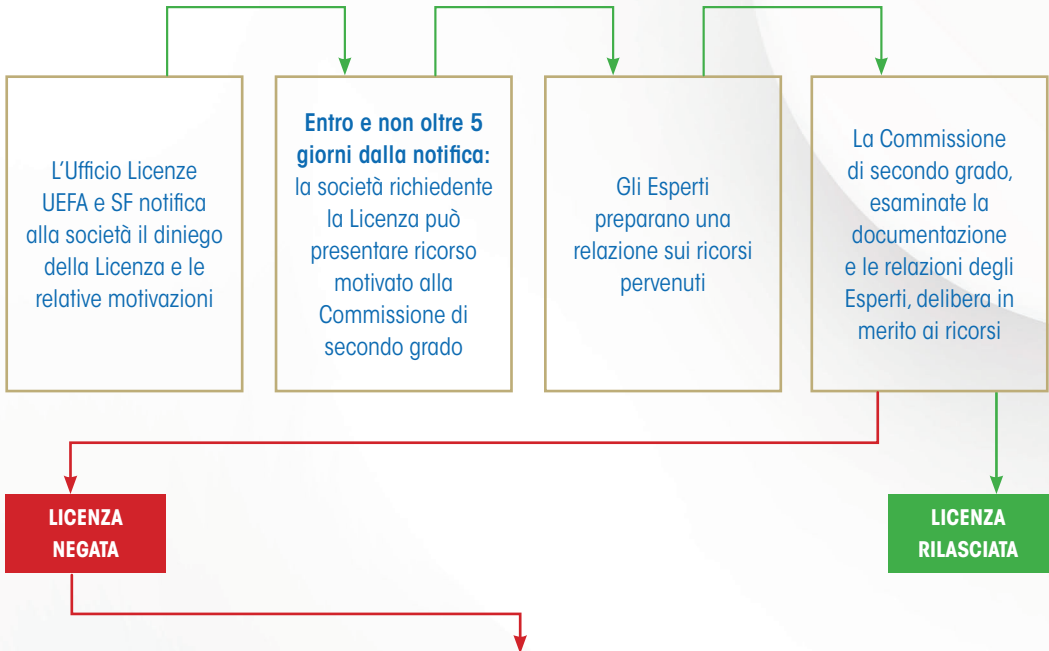 L'Ufficio Licenze
UEFA e SF notifica
alla società il diniego
della Licenza e le
relative motivazioni
Entro e non oltre 5
giorni dalla notifica:
la società richiedente
la Licenza può
presentare ricorso
motivato alla
Commissione di
secondo grado
Gli Esperti
preparano una
relazione sui ricorsi
pervenuti
La Commissione
di secondo grado,
esaminate la
documentazione
e le relazioni degli
Esperti, delibera in
merito ai ricorsi
LICENZA
NEGATA
LICENZA
RILASCIATA